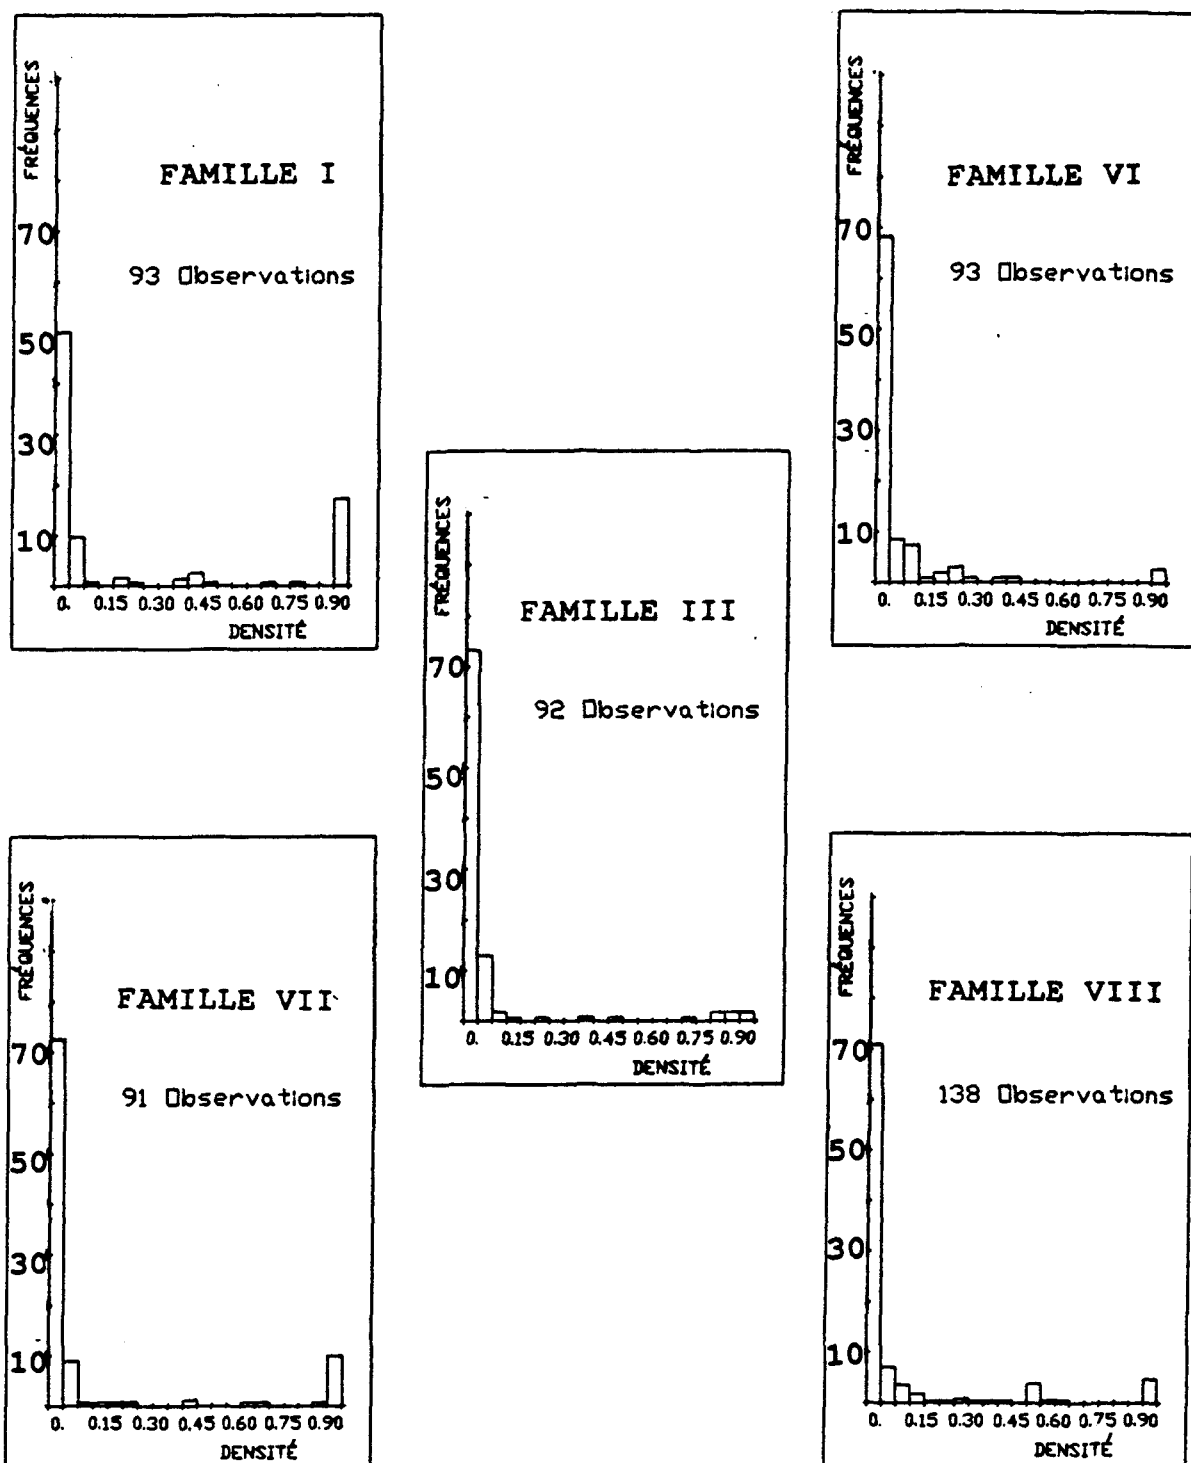 FRÉQUENCES
FAMILLE I
93 Observations
70
50
30
10
0. 0.15 0.30 0.45 0.60 0.75 0.90
DENSITÉ
FRÉQUENCES
FAMILLE VI
93 Observations
70
50
30
10
0. 0.15 0.30 0.45 0.60 0.75 0.90
DENSITÉ
FRÉQUENCES
FAMILLE III
92 Observations
70
50
30
10
0. 0.15 0.30 0.45 0.60 0.75 0.90
DENSITÉ
FRÉQUENCES
FAMILLE VII
91 Observations
70
50
30
10
0. 0.15 0.30 0.45 0.60 0.75 0.90
DENSITÉ
FRÉQUENCES
FAMILLE VIII
138 Observations
70
50
30
10
0. 0.15 0.30 0.45 0.60 0.75 0.90
DENSITÉ